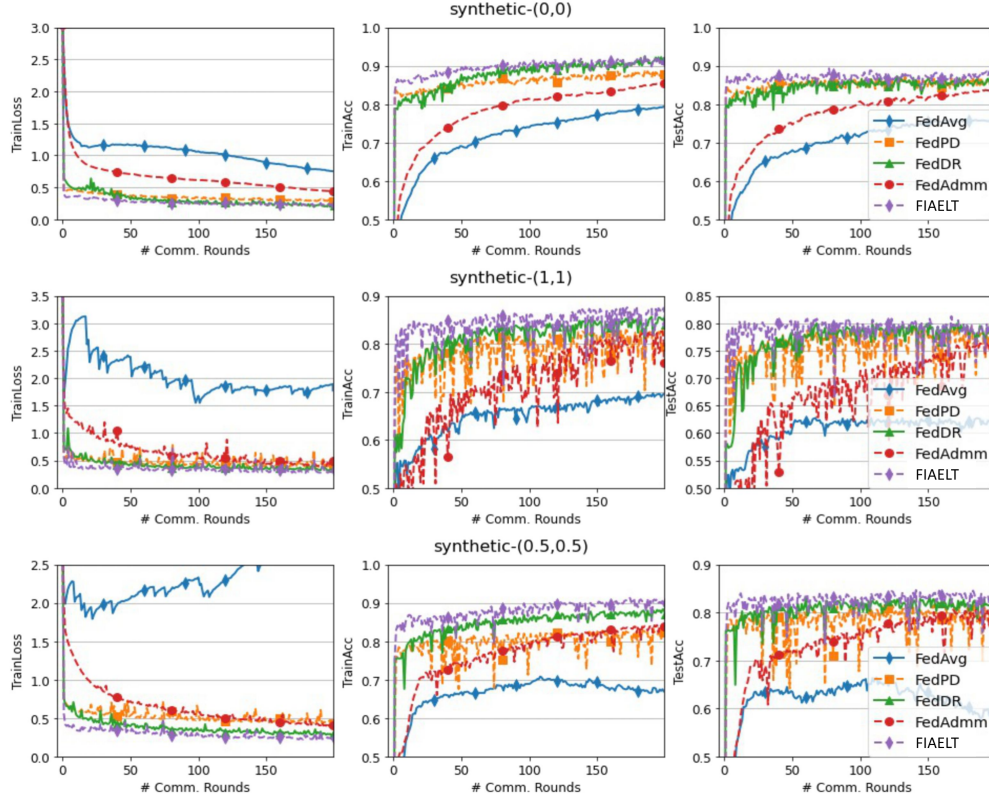 synthetic-(0,0)
3.0
2.5
2.0
1.5
1.0
0.5
0.0
TrainLoss
0
50
100
150
# Comm. Rounds
1.0
0.9
0.8
0.7
0.6
0.5
TrainAcc
0
50
100
150
# Comm. Rounds
1.0
0.9
0.8
0.7
0.6
0.5
TestAcc
0
50
100
150
# Comm. Rounds
FedAvg
FedPD
FedDR
FedAdmm
FIAELT
synthetic-(1,1)
3.5
3.0
2.5
2.0
1.5
1.0
0.5
0.0
TrainLoss
0
50
100
150
# Comm. Rounds
0.9
0.8
0.7
0.6
0.5
TrainAcc
0
50
100
150
# Comm. Rounds
0.85
0.80
0.75
0.70
0.65
0.60
0.55
0.50
TestAcc
0
50
100
150
# Comm. Rounds
FedAvg
FedPD
FedDR
FedAdmm
FIAELT
synthetic-(0.5,0.5)
2.5
2.0
1.5
1.0
0.5
0.0
TrainLoss
0
50
100
150
# Comm. Rounds
1.0
0.9
0.8
0.7
0.6
0.5
TrainAcc
0
50
100
150
# Comm. Rounds
0.9
0.8
0.7
0.6
0.5
TestAcc
0
50
100
150
# Comm. Rounds
FedAvg
FedPD
FedDR
FedAdmm
FIAELT